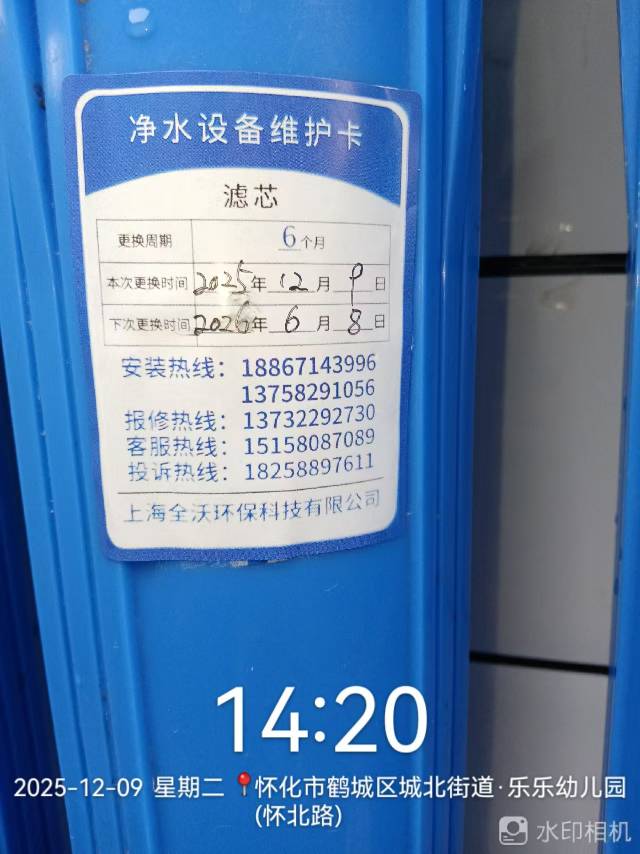 净水设备维护卡
滤芯
更换周期 6个月
本次更换时间 2025年 12月 9日
下次更换时间 2026年 6月 8日
安装热线：18867143996
13758291056
报修热线：13732292730
客服热线：15158087089
投诉热线：18258897611
上海全沃环保科技有限公司
14:20
2025-12-09 星期二 怀化市鹤城区城北街道·乐乐幼儿园
(怀北路)
水印相机